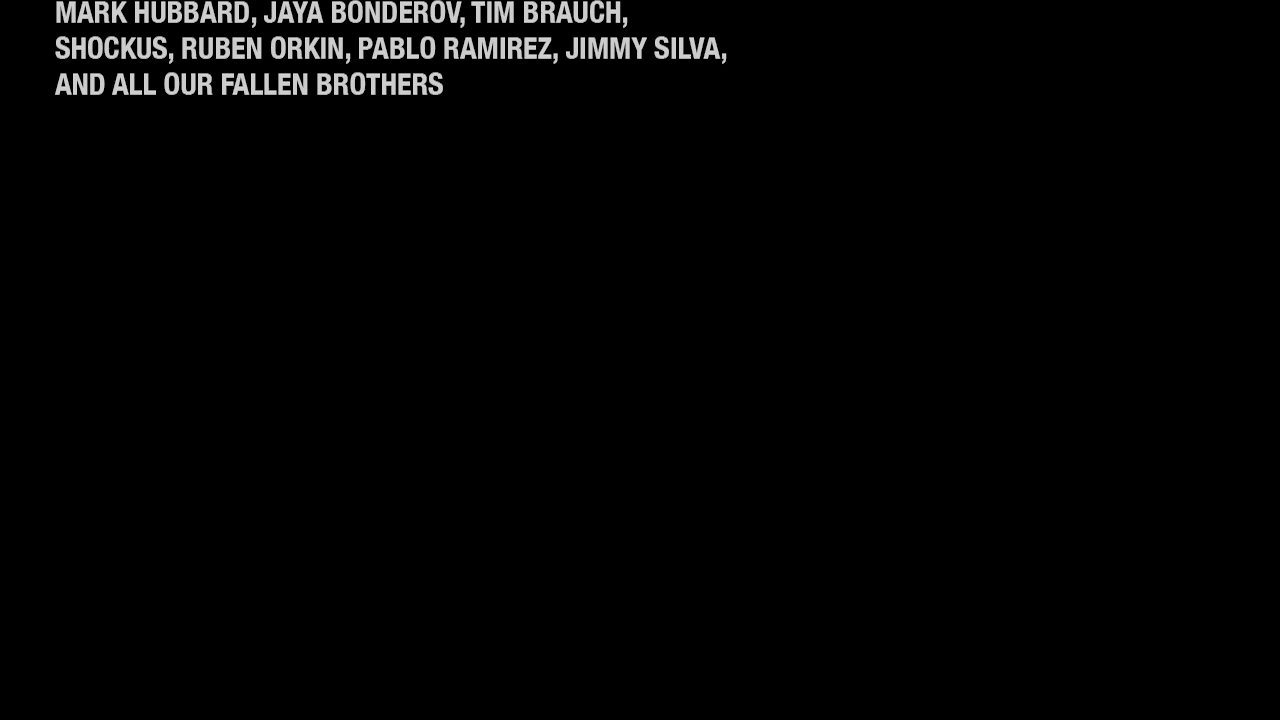 MARK HUBBARD, JAYA BONDEROV, TIM BRAUCH,
SHOCKUS, RUBEN ORKIN, PABLO RAMIREZ, JIMMY SILVA,
AND ALL OUR FALLEN BROTHERS